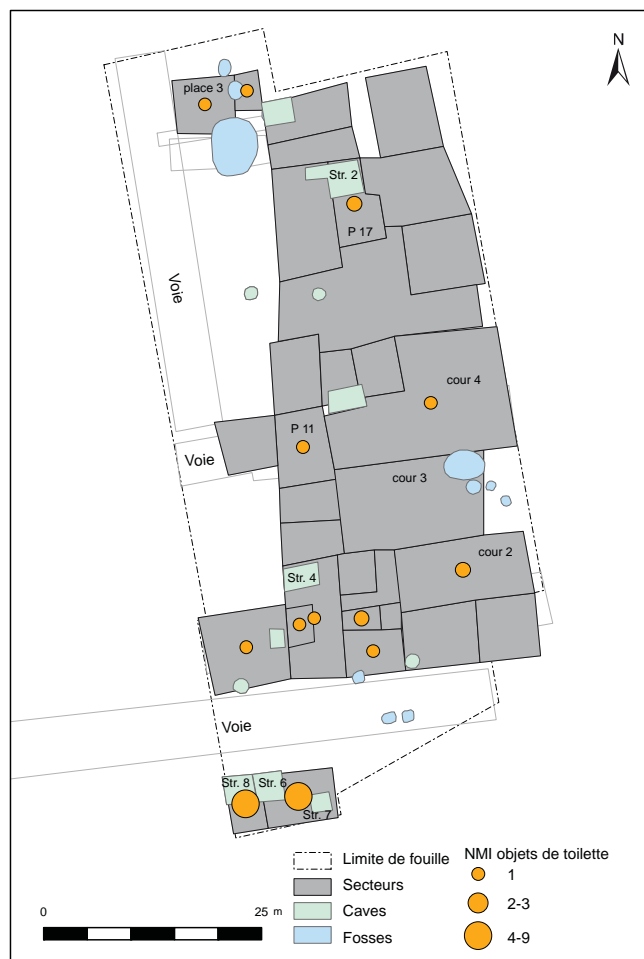 N
place 3
Str. 2
P 17
Voie
cour 4
P 11
Voie
cour 3
cour 2
Str. 4
Voie
Str. 8
Str. 6
Str. 7
Limite de fouille
Secteurs
Caves
Fosses
NMI objets de toilette
1
2-3
4-9
0
25 m